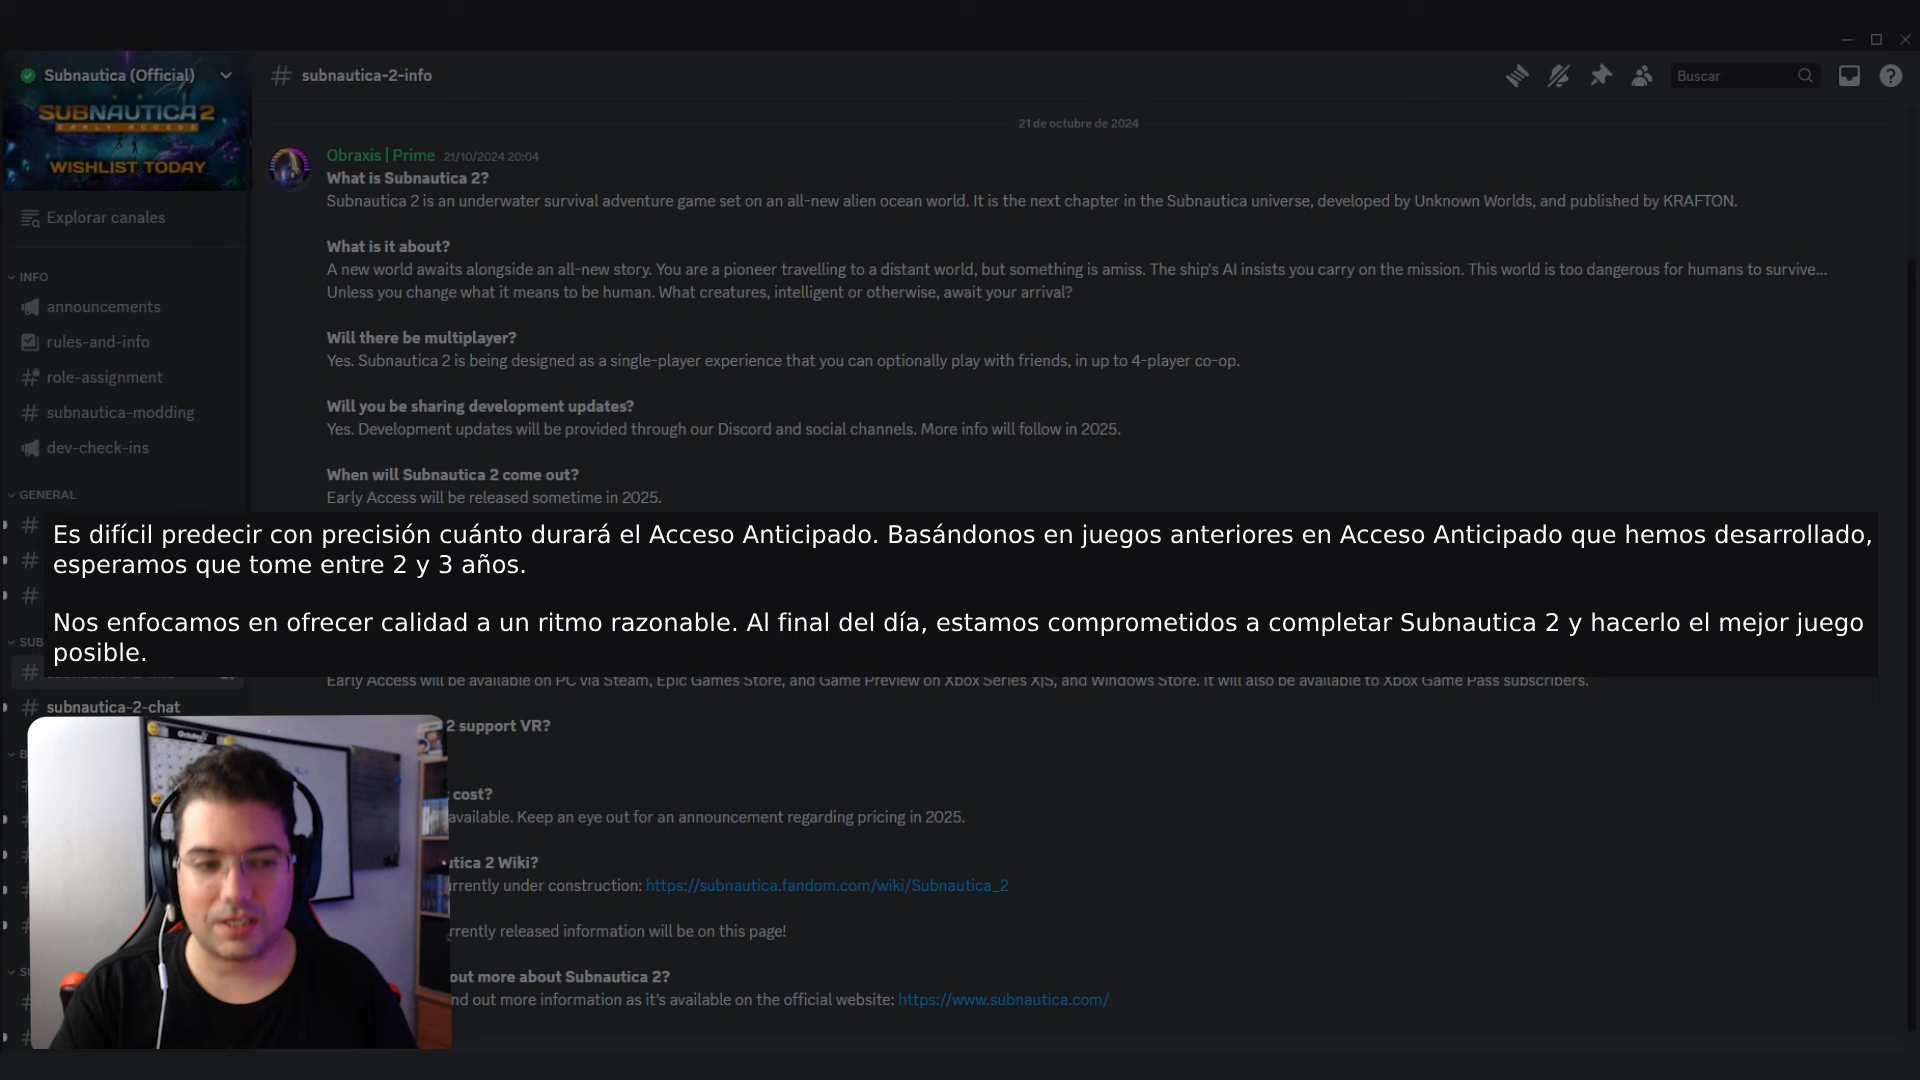 Subnautica (Official)
SUBNAUTICA 2
EARLY ACCESS
WISHLIST TODAY
Explorar canales
INFO
announcements
rules-and-info
role-assignment
subnautica-modding
dev-check-ins
GENERAL
SUB
subnautica-2-chat
subnautica-2-info
Buscar
21 de octubre de 2024
Obraxis | Prime 21/10/2024 20:04
What is Subnautica 2?
Subnautica 2 is an underwater survival adventure game set on an all-new alien ocean world. It is the next chapter in the Subnautica universe, developed by Unknown Worlds, and published by KRAFTON.
What is it about?
A new world awaits alongside an all-new story. You are a pioneer travelling to a distant world, but something is amiss. The ship's AI insists you carry on the mission. This world is too dangerous for humans to survive...
Unless you change what it means to be human. What creatures, intelligent or otherwise, await your arrival?
Will there be multiplayer?
Yes. Subnautica 2 is being designed as a single-player experience that you can optionally play with friends, in up to 4-player co-op.
Will you be sharing development updates?
Yes. Development updates will be provided through our Discord and social channels. More info will follow in 2025.
When will Subnautica 2 come out?
Early Access will be released sometime in 2025.
Es difícil predecir con precisión cuánto durará el Acceso Anticipado. Basándonos en juegos anteriores en Acceso Anticipado que hemos desarrollado,
esperamos que tome entre 2 y 3 años.
Nos enfocamos en ofrecer calidad a un ritmo razonable. Al final del día, estamos comprometidos a completar Subnautica 2 y hacerlo el mejor juego
posible.
Early Access will be available on PC via Steam, Epic Games Store, and Game Preview on Xbox Series X|S, and Windows Store. It will also be available to Xbox Game Pass subscribers.
2 support VR?
cost?
available. Keep an eye out for an announcement regarding pricing in 2025.
utica 2 Wiki?
rrently under construction: https://subnautica.fandom.com/wiki/Subnautica_2
rrently released information will be on this page!
out more about Subnautica 2?
nd out more information as it's available on the official website: https://www.subnautica.com/